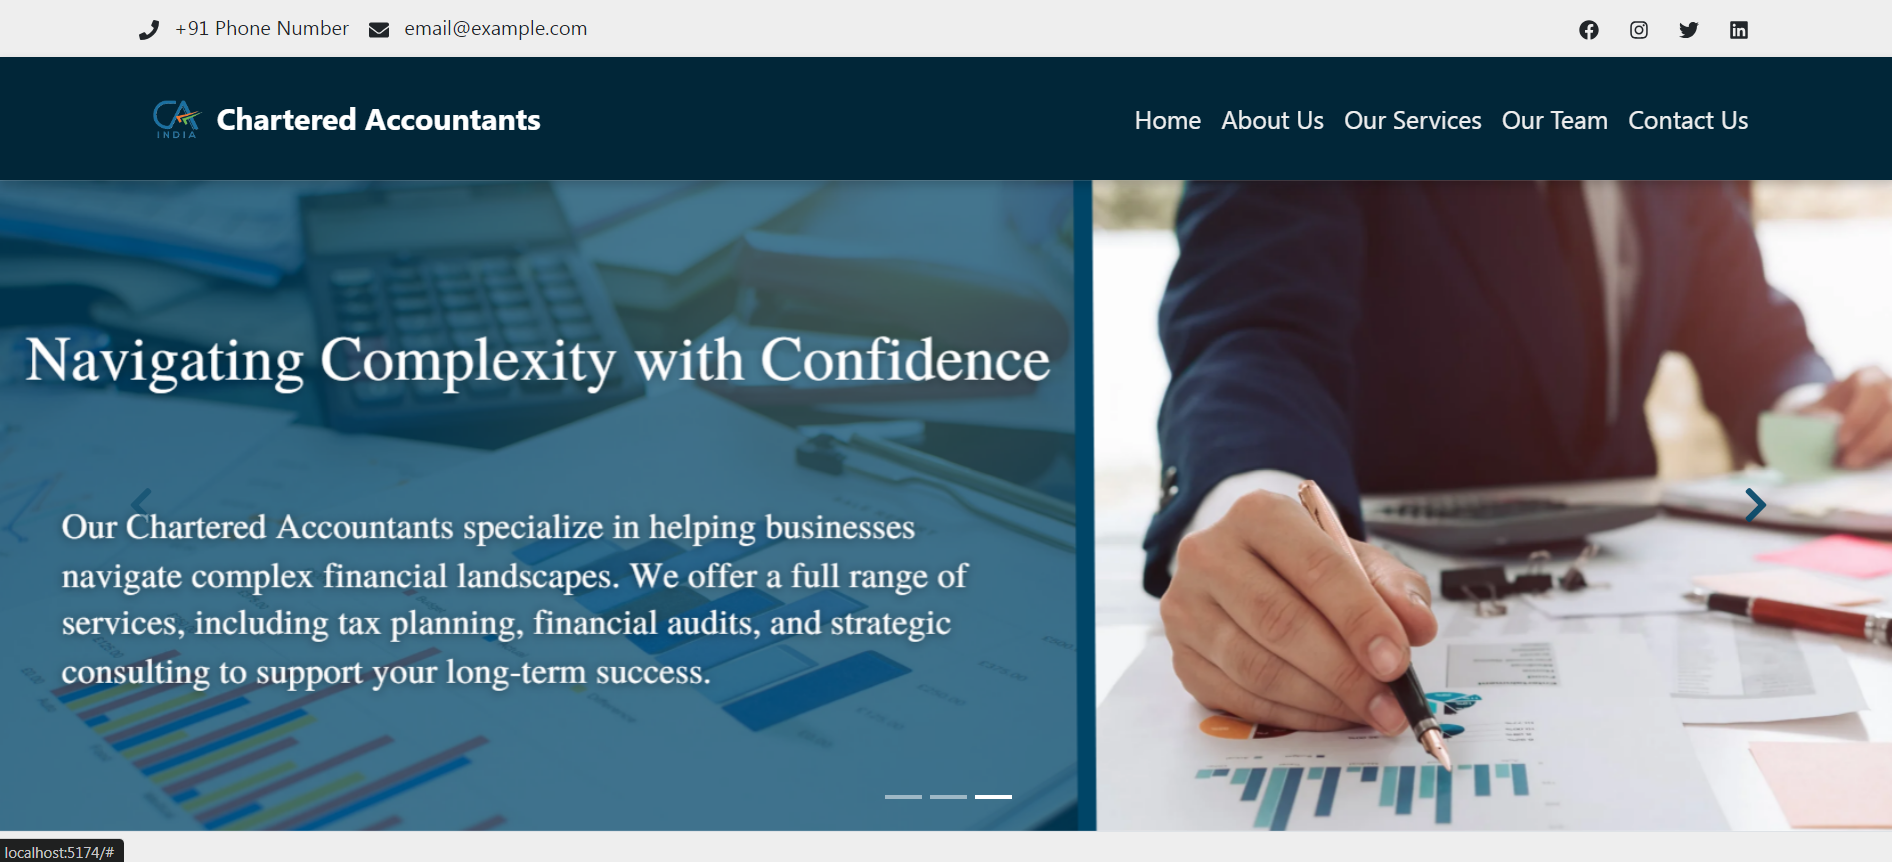 +91 Phone Number email@example.com
CA
INDIA
Chartered Accountants
Home About Us Our Services Our Team Contact Us
Navigating Complexity with Confidence
Our Chartered Accountants specialize in helping businesses
navigate complex financial landscapes. We offer a full range of
services, including tax planning, financial audits, and strategic
consulting to support your long-term success.
localhost:5174/#